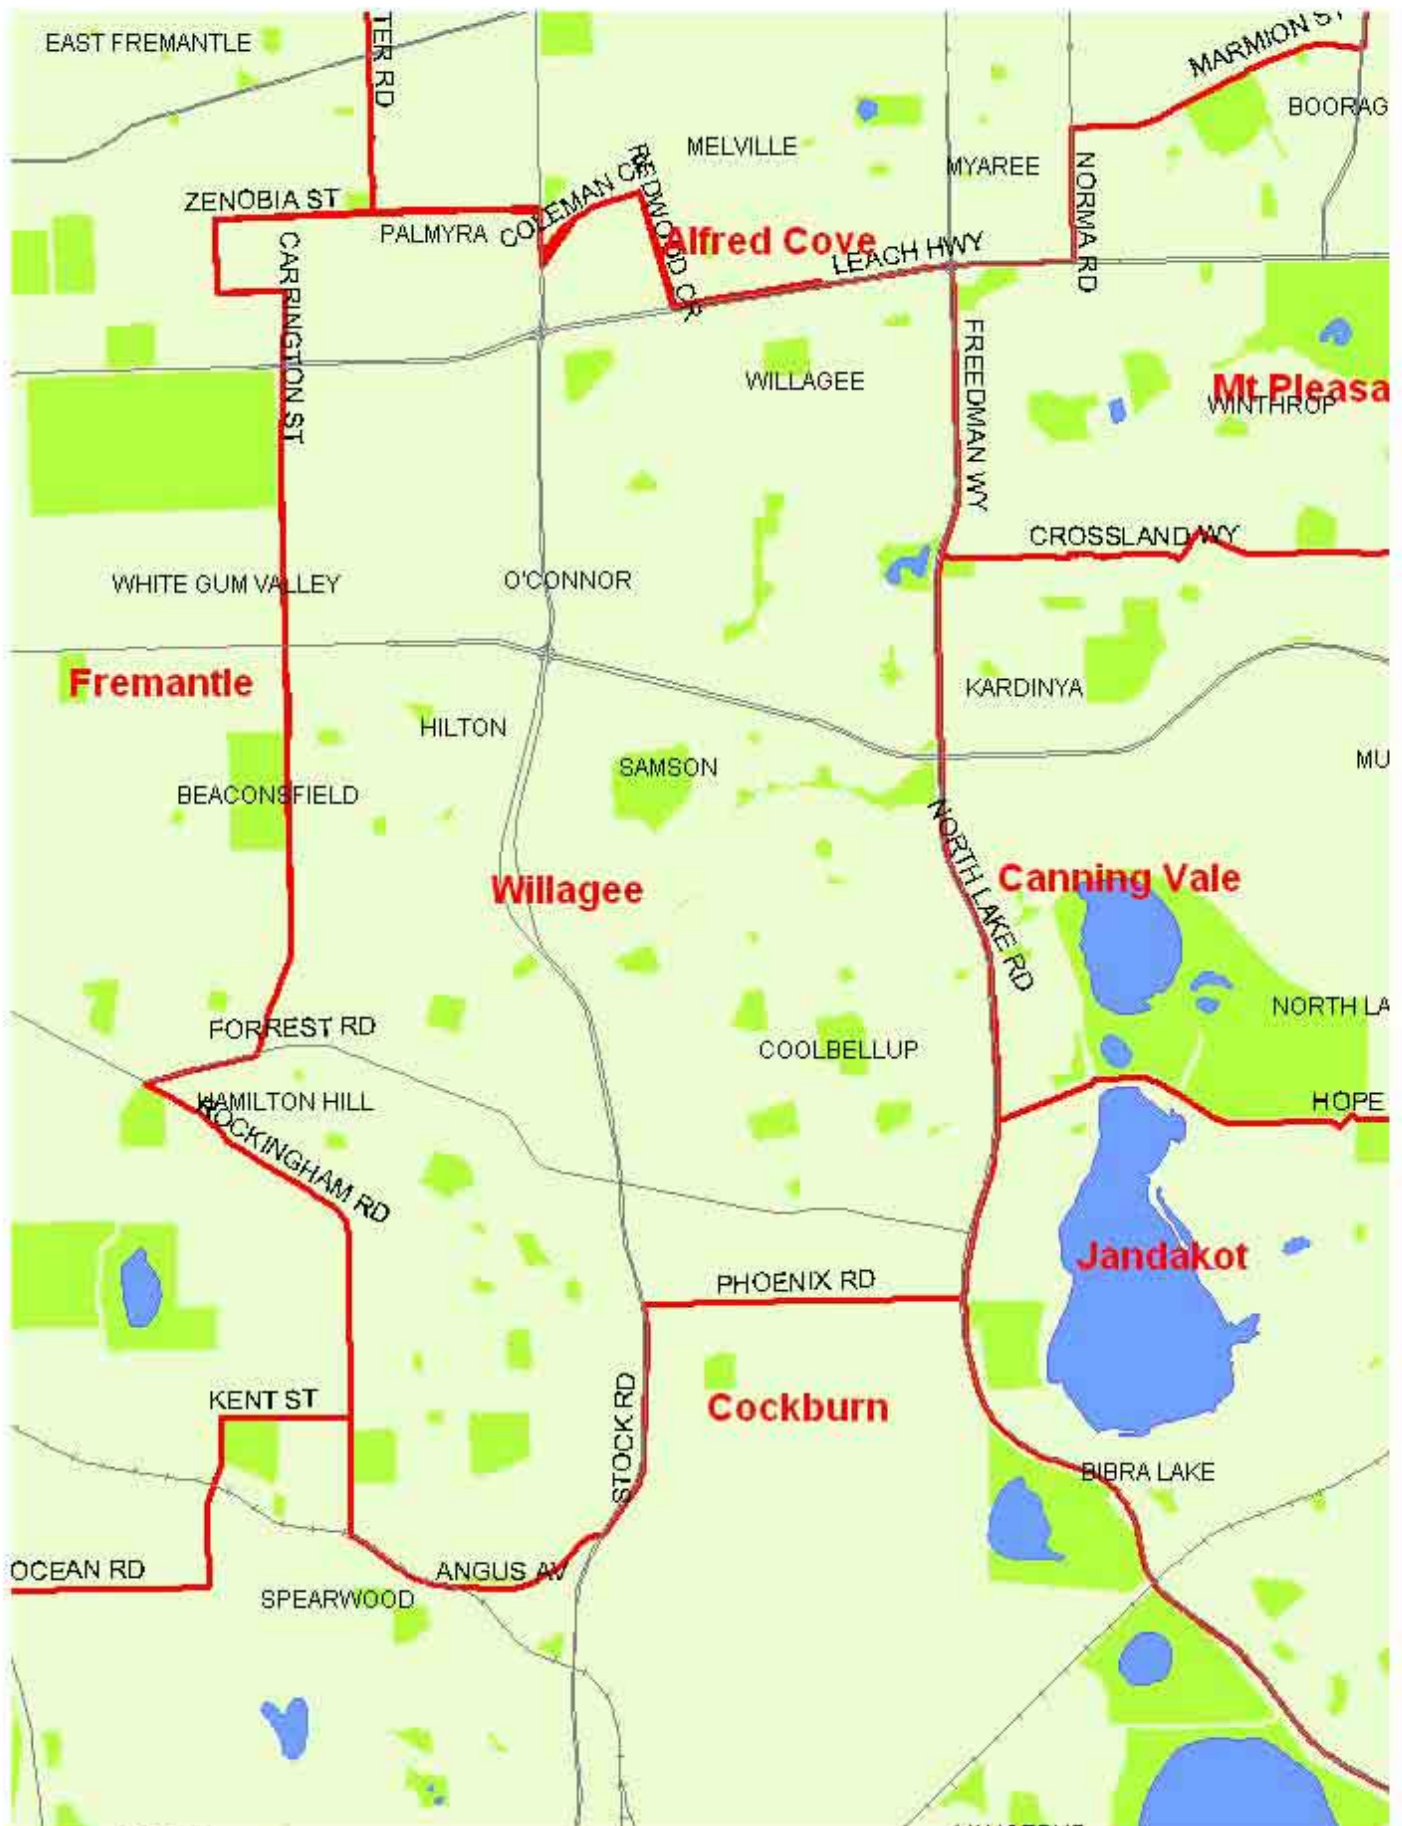 EAST FREMANTLE
TER RD
MARMION ST
BOORAG
MELVILLE
MYAREE
ZENOBIA ST
PALMYRA
COLEMAN CR
REDWOOD CR
Alfred Cove
LEACH HWY
NORMA RD
CARRINGTON ST
FREEDMAN WY
WILLAGEE
Mt Pleasa
WINTHROP
CROSSLAND WY
WHITE GUM VALLEY
O'CONNOR
Fremantle
KARDINYA
HILTON
SAMSON
MU
BEACONSFIELD
NORTH LAKE RD
Willagee
Canning Vale
NORTH LA
FORREST RD
COOLBELLUP
HAMILTON HILL
HOPE
ROCKINGHAM RD
Jandakot
PHOENIX RD
KENT ST
STOCK RD
Cockburn
BIBRA LAKE
OCEAN RD
ANGUS AV
SPEARWOOD